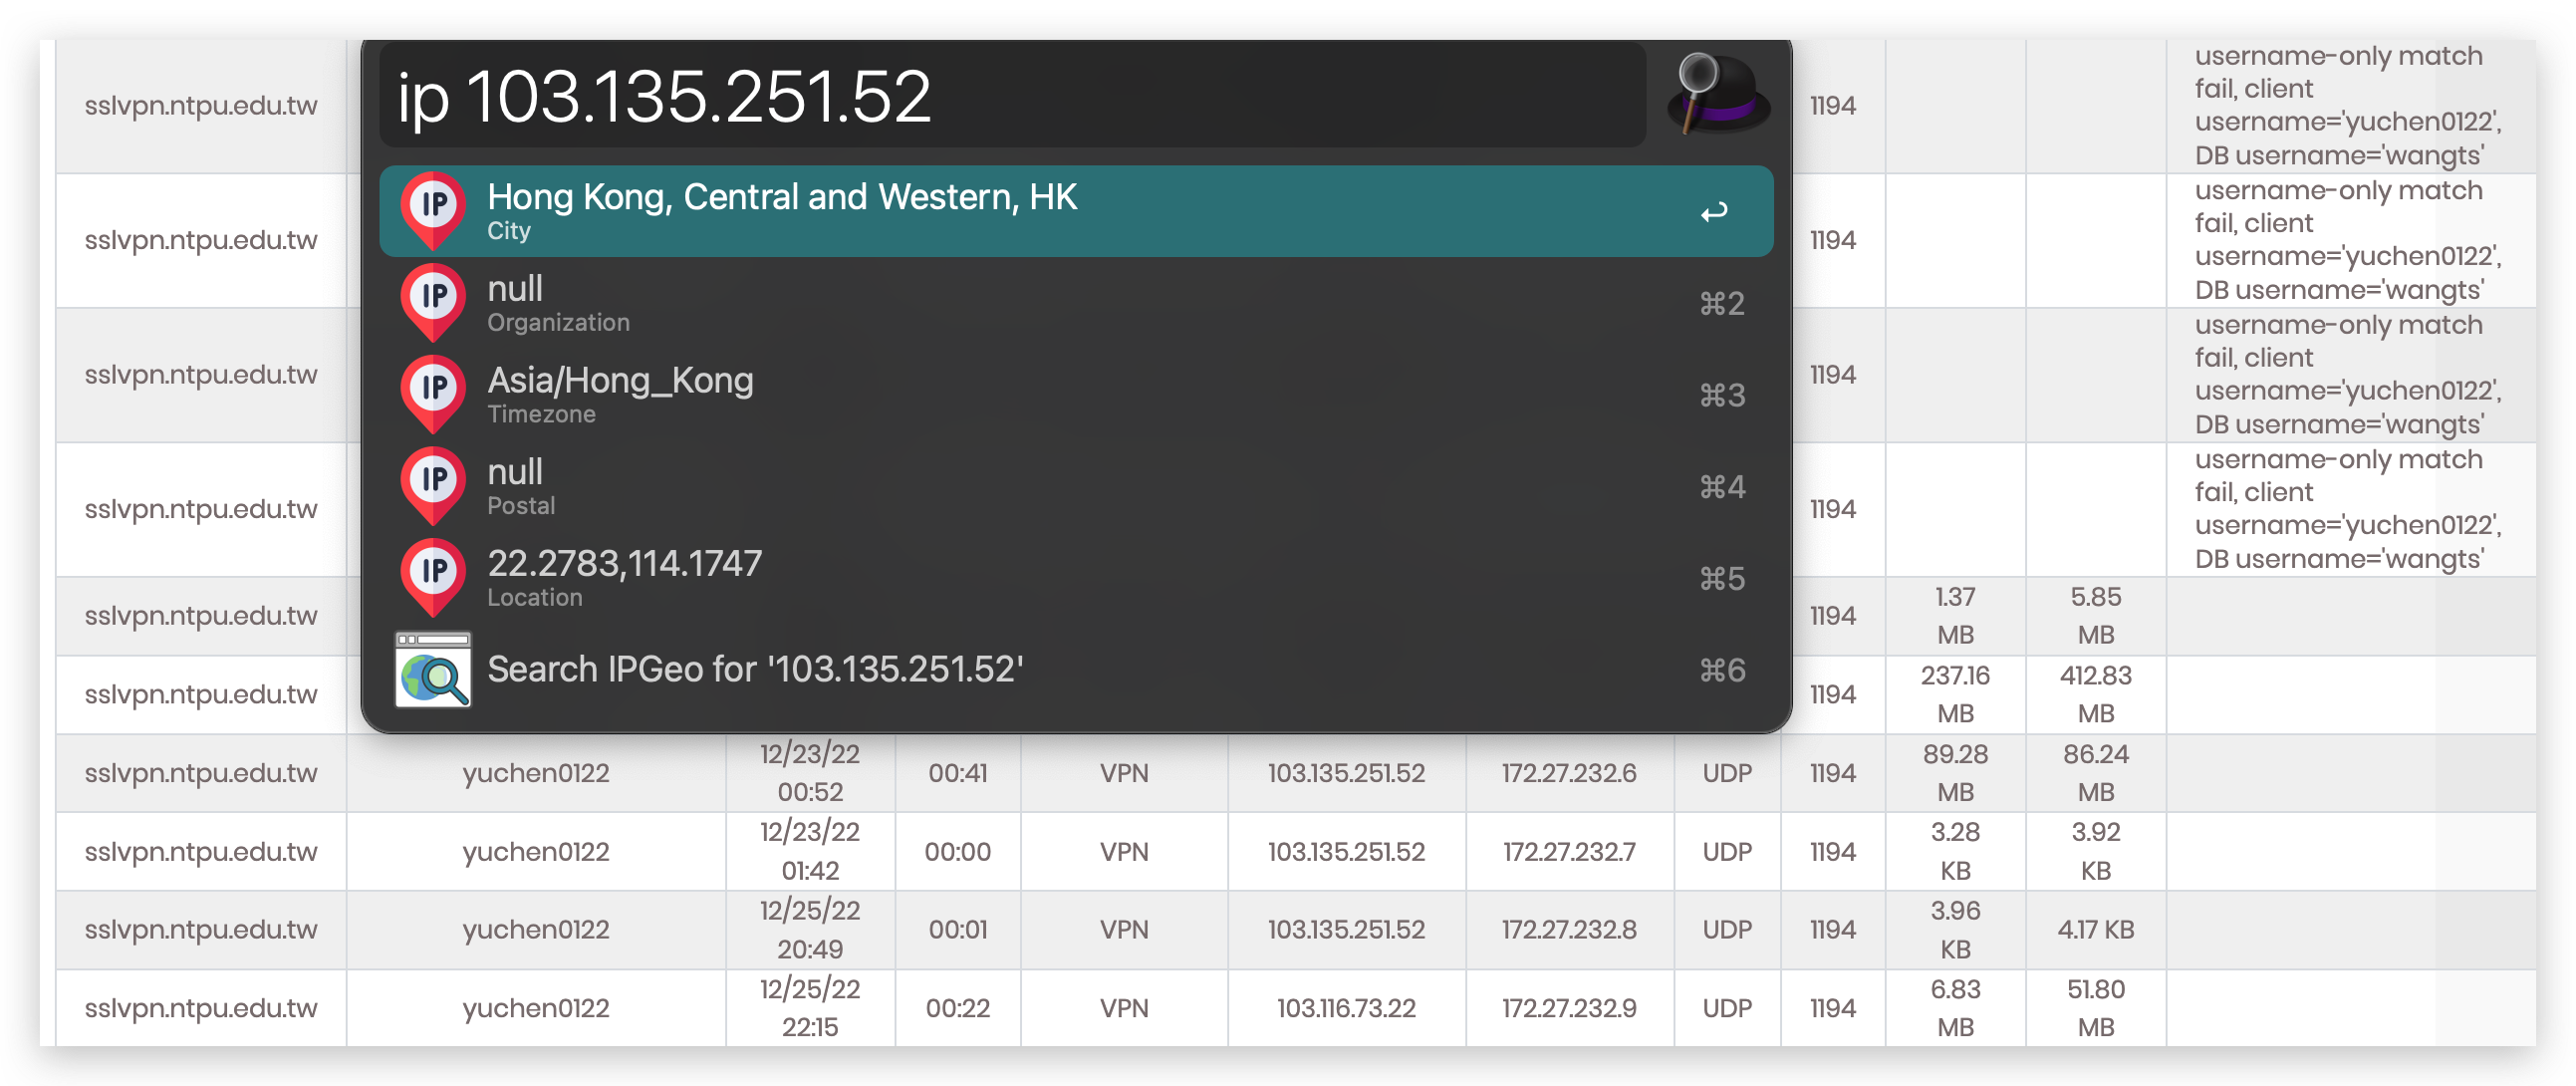 ip 103.135.251.52
Hong Kong, Central and Western, HK
City
null
Organization
⌘2
Asia/Hong_Kong
Timezone
⌘3
null
Postal
⌘4
22.2783,114.1747
Location
⌘5
Search IPGeo for '103.135.251.52'
⌘6
sslvpn.ntpu.edu.tw 1194
username-only match
fail, client
username='yuchen0122',
DB username='wangts'
sslvpn.ntpu.edu.tw 1194
username-only match
fail, client
username='yuchen0122',
DB username='wangts'
sslvpn.ntpu.edu.tw 1194
username-only match
fail, client
username='yuchen0122',
DB username='wangts'
sslvpn.ntpu.edu.tw 1194
username-only match
fail, client
username='yuchen0122',
DB username='wangts'
sslvpn.ntpu.edu.tw 1194 1.37 MB 5.85 MB
sslvpn.ntpu.edu.tw 1194 237.16 MB 412.83 MB
sslvpn.ntpu.edu.tw yuchen0122 12/23/22 00:52 00:41 VPN 103.135.251.52 172.27.232.6 UDP 1194 89.28 MB 86.24 MB
sslvpn.ntpu.edu.tw yuchen0122 12/23/22 01:42 00:00 VPN 103.135.251.52 172.27.232.7 UDP 1194 3.28 KB 3.92 KB
sslvpn.ntpu.edu.tw yuchen0122 12/25/22 20:49 00:01 VPN 103.135.251.52 172.27.232.8 UDP 1194 3.96 KB 4.17 KB
sslvpn.ntpu.edu.tw yuchen0122 12/25/22 22:15 00:22 VPN 103.116.73.22 172.27.232.9 UDP 1194 6.83 MB 51.80 MB
IP
IP
IP
IP
IP